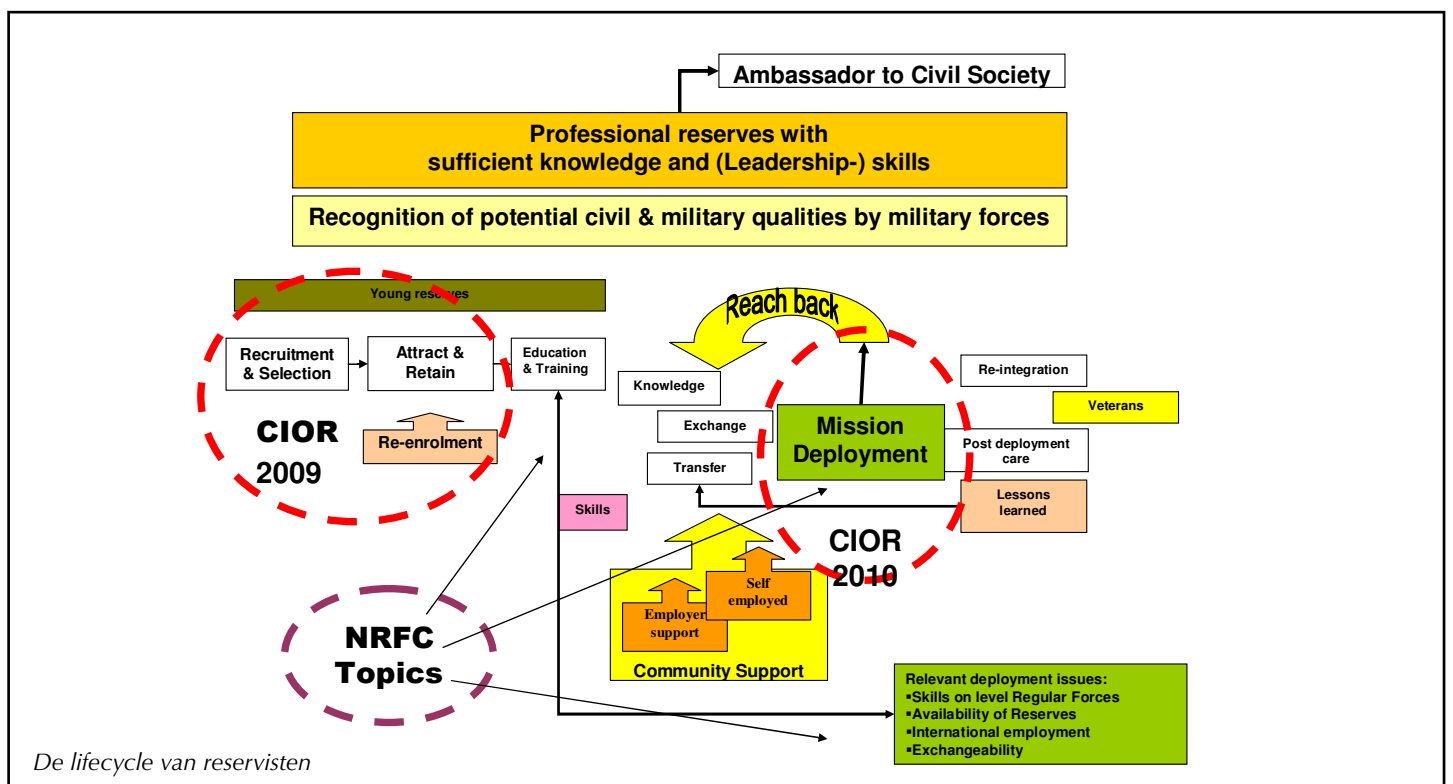 Ambassador to Civil Society
Professional reserves with
sufficient knowledge and (Leadership-) skills
Recognition of potential civil & military qualities by military forces
Young reserves
Reach back
Recruitment
& Selection
Attract &
Retain
Education
& Training
Re-integration
Knowledge
Veterans
Exchange
Mission
Deployment
CIOR
2009
Re-enrolment
Post deployment
care
Transfer
Lessons
learned
Skills
CIOR
2010
Self
employed
Employer
support
NRFC
Topics
Community Support
Relevant deployment issues:
▪Skills on level Regular Forces
▪Availability of Reserves
▪International employment
▪Exchangeability
De lifecycle van reservisten